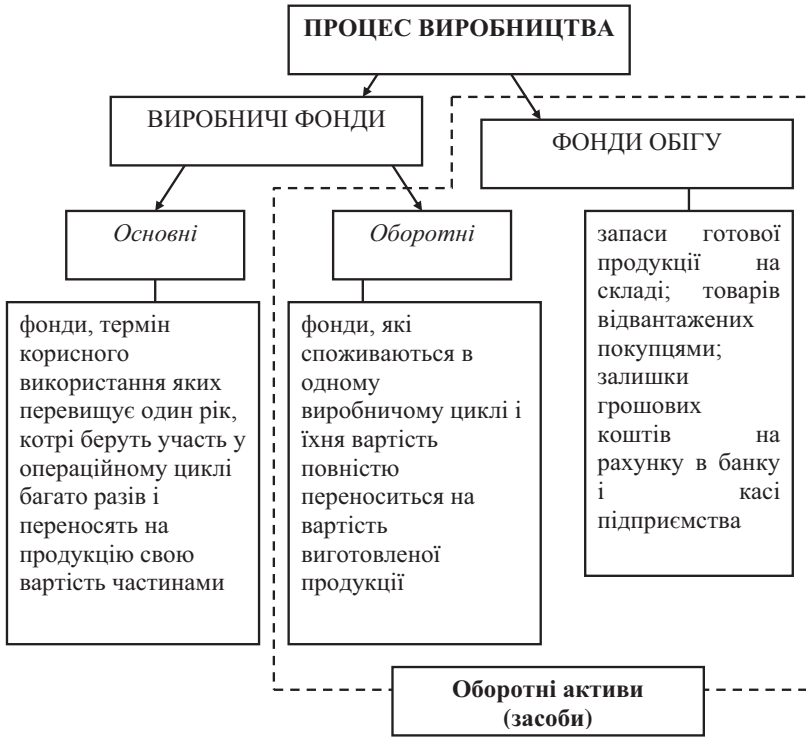 ПРОЦЕС ВИРОБНИЦТВА
ВИРОБНИЧІ ФОНДИ
ФОНДИ ОБІГУ
Основні
Оборотні
фонди, термін
корисного
використання яких
перевищує один рік,
котрі беруть участь у
операційному циклі
багато разів і
переносять на
продукцію свою
вартість частинами
фонди, які
споживаються в
одному
виробничому циклі і
їхня вартість
повністю
переноситься на
вартість
виготовленої
продукції
запаси готової
продукції на
складі; товарів
відвантажених
покупцями;
залишки
грошових
коштів на
рахунку в банку
і касі
підприємства
Оборотні активи
(засоби)